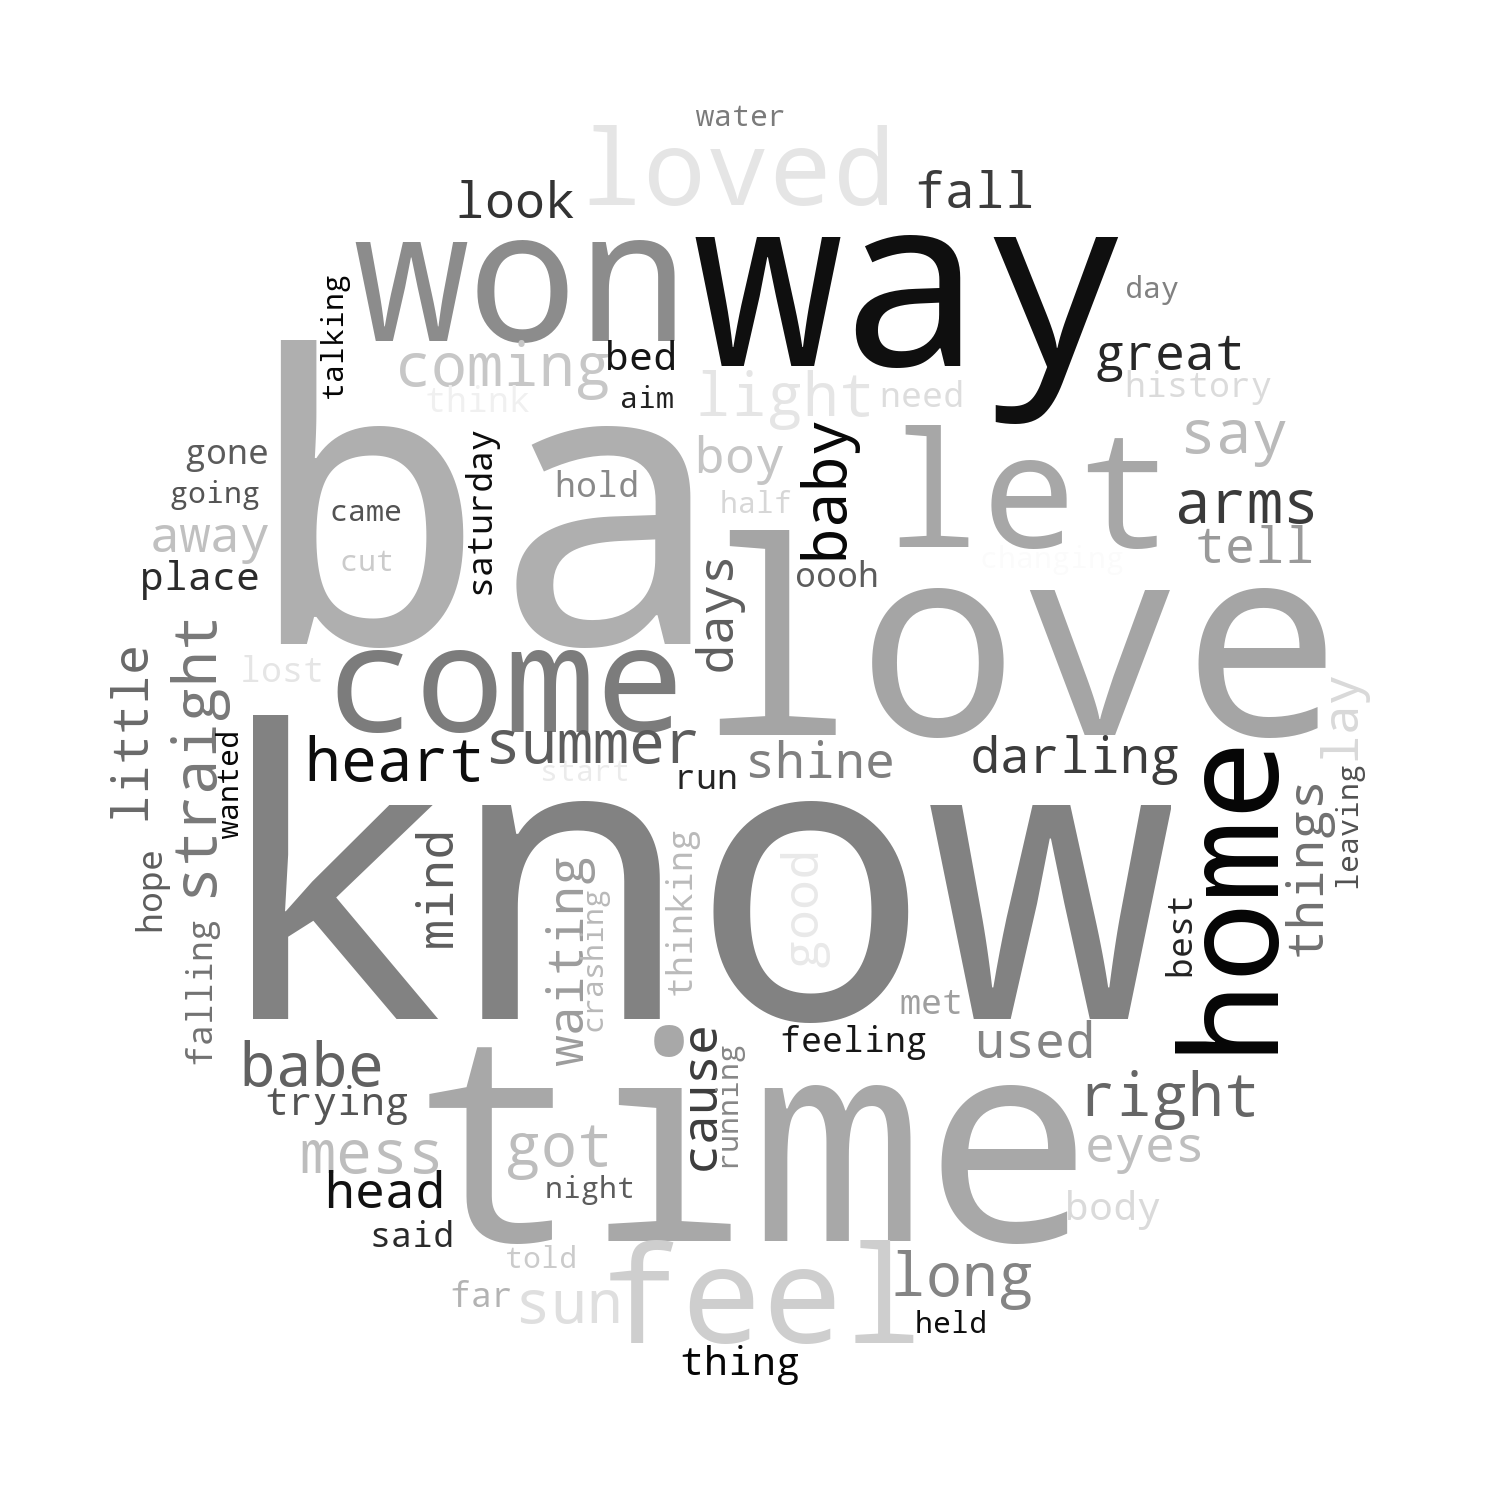 water
loved
look
fall
won
way
talking
day
coming
bed
great
think
aim
light
need
history
ba
let
say
gone
saturday
hold
boy
baby
going
came
half
arms
away
cut
love
changing
tell
place
days
oooh
little
straight
lost
come
lay
wanted
heart
summer
start
run
shine
darling
home
know
leaving
things
hope
falling
mind
waiting
crashing
thinking
good
best
met
babe
time
cause
feeling
used
running
trying
right
mess
got
eyes
head
night
body
said
told
feel
long
far
sun
held
thing